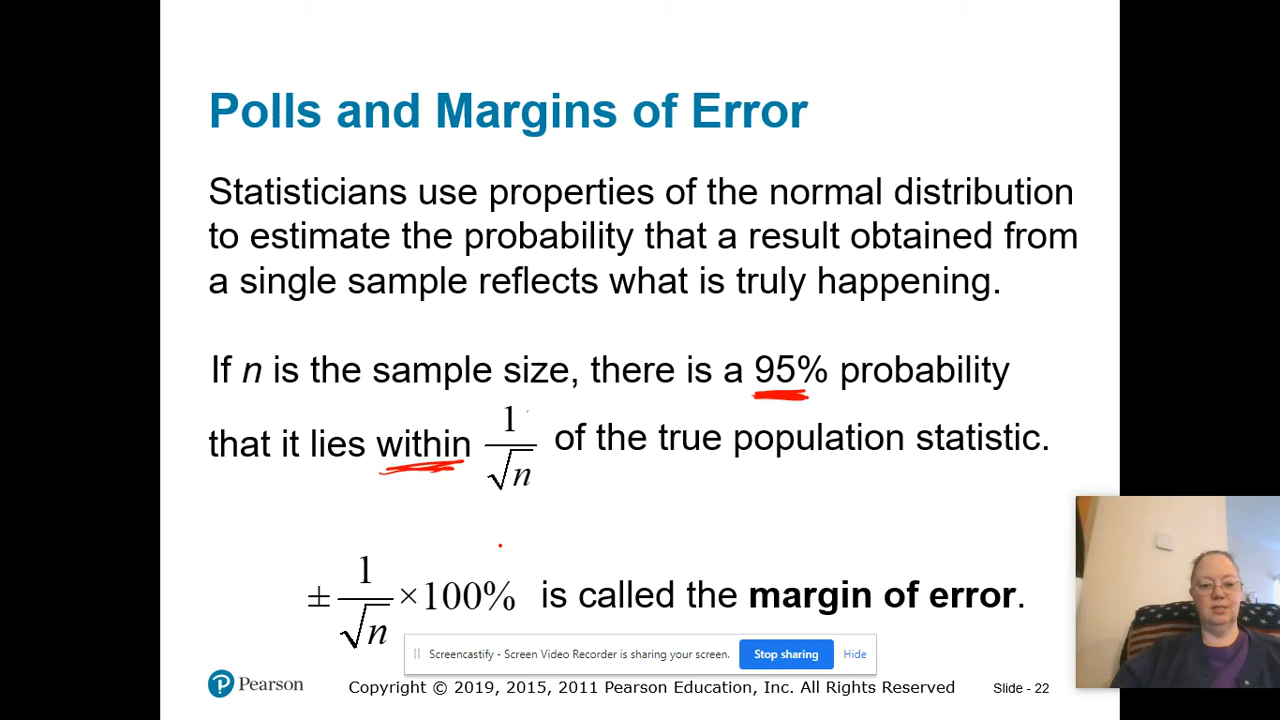 Polls and Margins of Error
Statisticians use properties of the normal distribution
to estimate the probability that a result obtained from
a single sample reflects what is truly happening.
If n is the sample size, there is a 95% probability
that it lies within 1/√n of the true population statistic.
± 1/√n ×100% is called the margin of error.
Screencastify - Screen Video Recorder is sharing your screen. Stop sharing Hide
Pearson Copyright © 2019, 2015, 2011 Pearson Education, Inc. All Rights Reserved Slide - 22